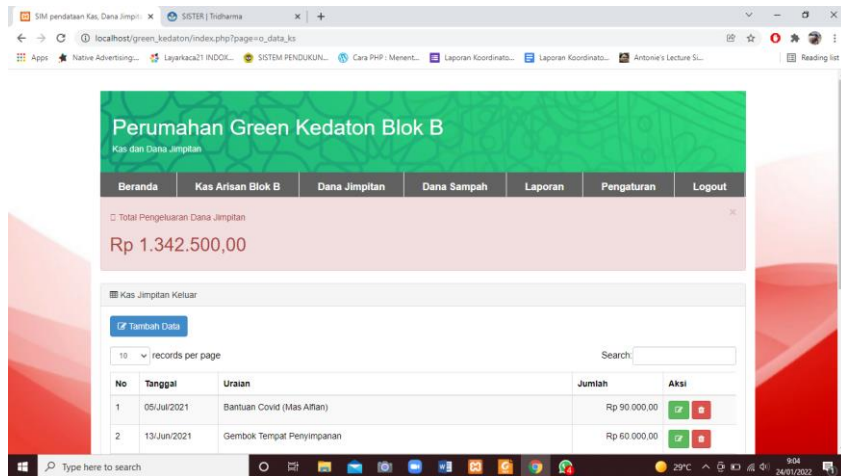 SIM pendataan Kas, Dana Jimpit
SISTER | Tridharma
localhost/green_kedaton/index.php?page=o_data_ks
Apps Native Advertising... Layarkaca21 INDOX... SISTEM PENDUKUN... Cara PHP : Menent... Laporan Koordinato... Laporan Koordinato... Antonie's Lecture Si... Reading list
Perumahan Green Kedaton Blok B
Kas dan Dana Jimpitan
Beranda Kas Arisan Blok B Dana Jimpitan Dana Sampah Laporan Pengaturan Logout
Total Pengeluaran Dana Jimpitan
Rp 1.342.500,00
Kas Jimpitan Keluar
Tambah Data
10 records per page Search:
No Tanggal Uraian Jumlah Aksi
1 05/Jul/2021 Bantuan Covid (Mas Alfian) Rp 90.000,00
2 13/Jun/2021 Gembok Tempat Penyimpanan Rp 60.000,00
Type here to search 29°C 9:04
24/01/2022